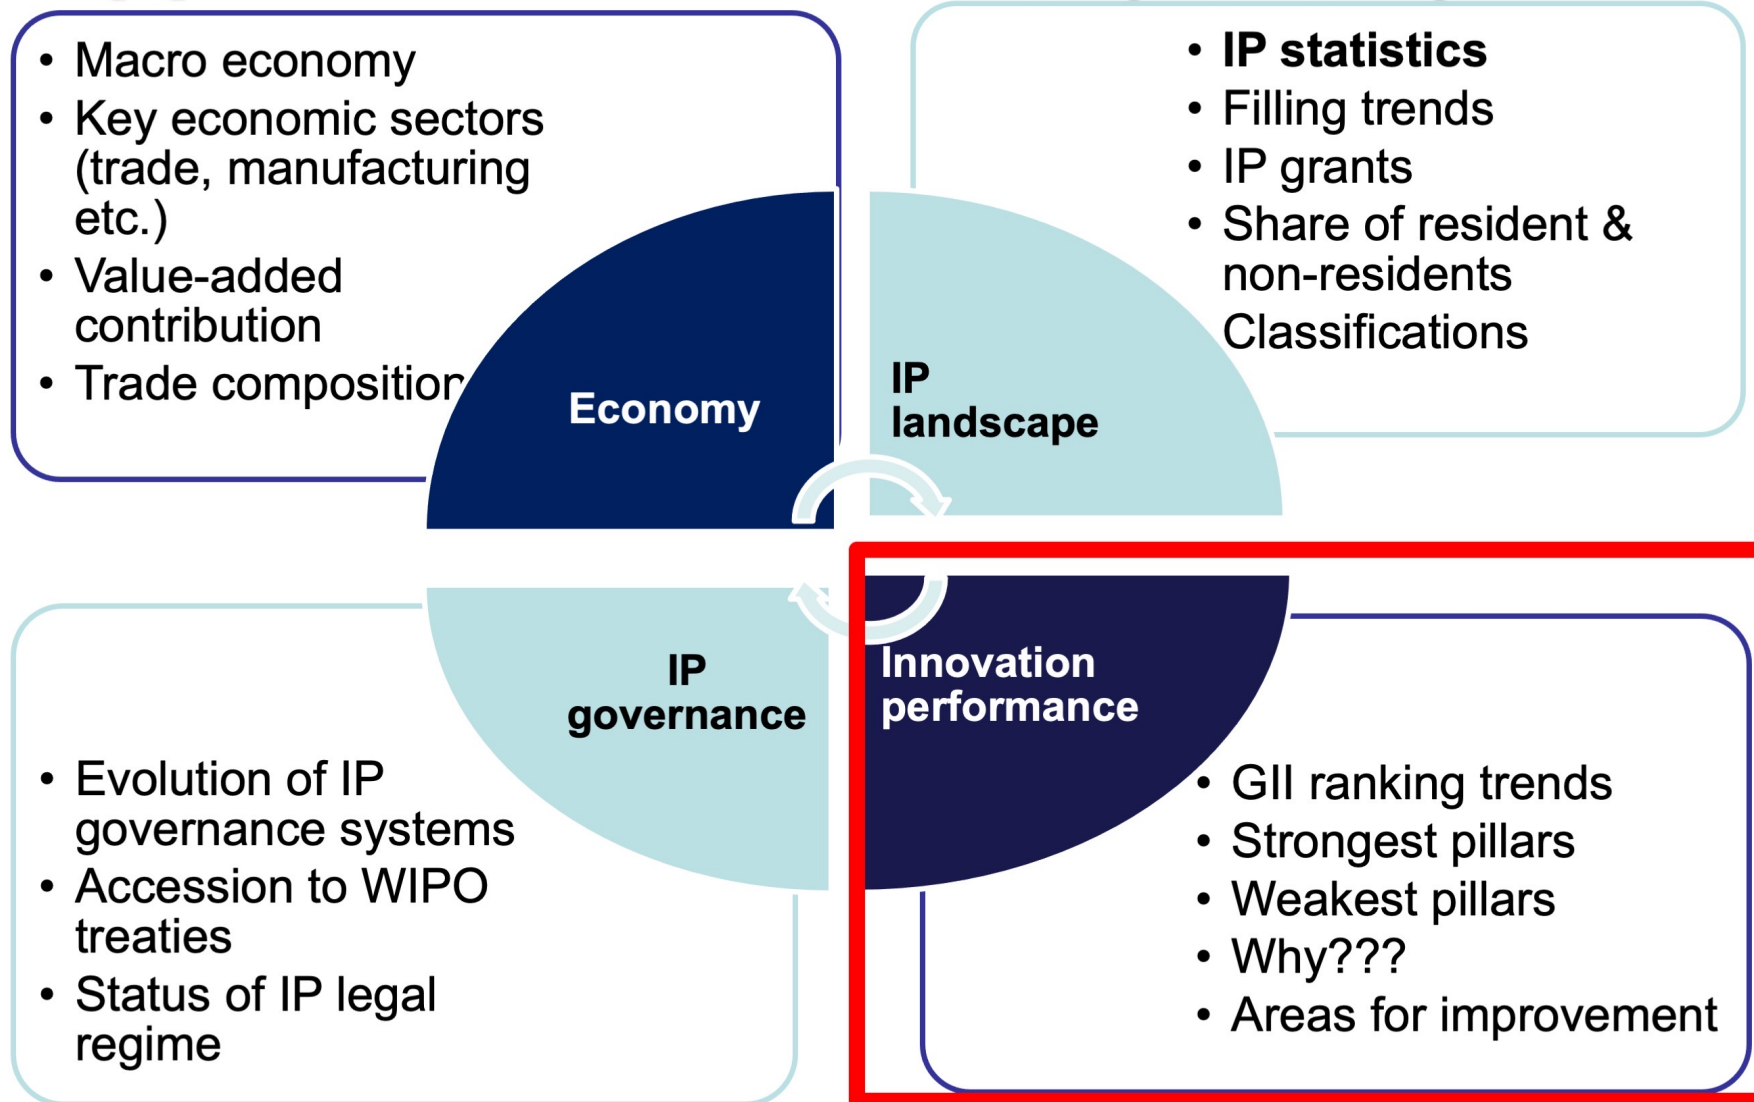 • Macro economy
• Key economic sectors
(trade, manufacturing
etc.)
• Value-added
contribution
• Trade composition
Economy
• IP statistics
• Filling trends
• IP grants
• Share of resident &
non-residents
Classifications
IP
landscape
IP
governance
• Evolution of IP
governance systems
• Accession to WIPO
treaties
• Status of IP legal
regime
Innovation
performance
• GII ranking trends
• Strongest pillars
• Weakest pillars
• Why???
• Areas for improvement